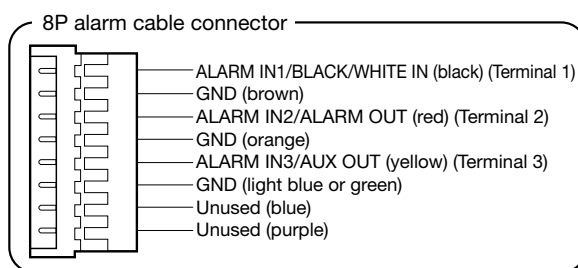 8P alarm cable connector
ALARM IN1/BLACK/WHITE IN (black) (Terminal 1)
GND (brown)
ALARM IN2/ALARM OUT (red) (Terminal 2)
GND (orange)
ALARM IN3/AUX OUT (yellow) (Terminal 3)
GND (light blue or green)
Unused (blue)
Unused (purple)